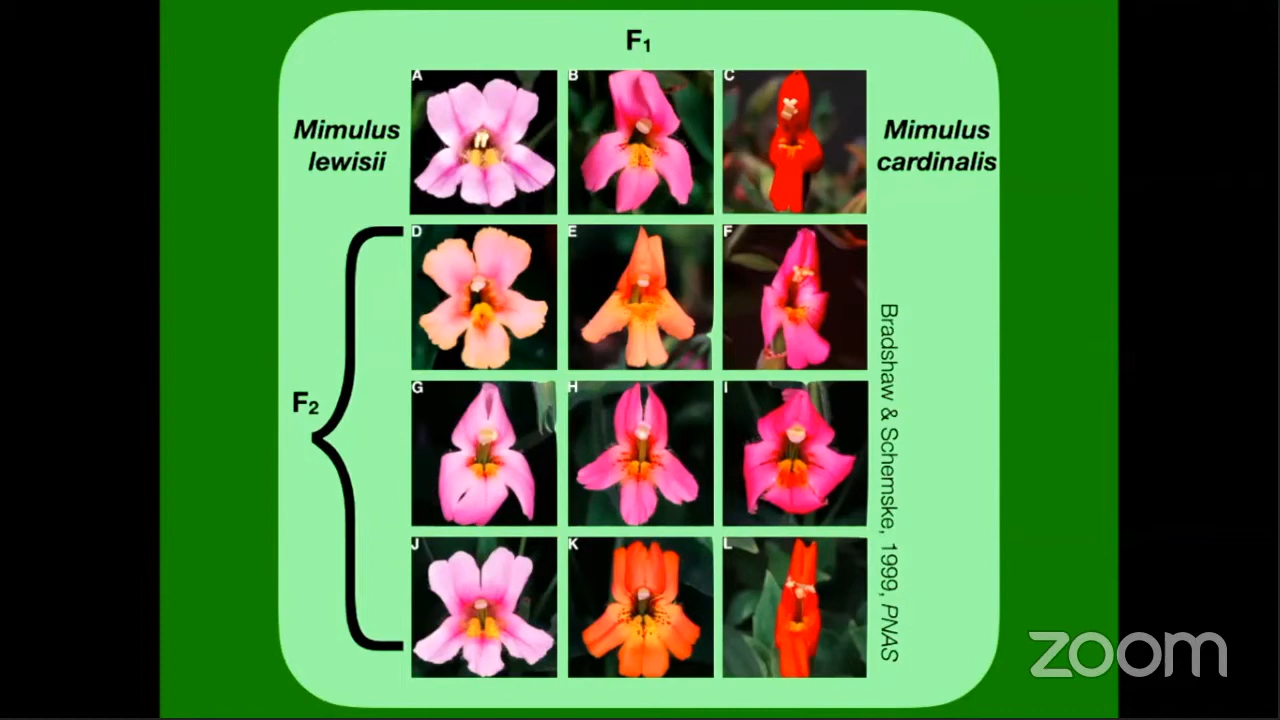 F₁
Mimulus
lewisii
A
B
C
Mimulus
cardinalis
D
E
F
F₂
G
H
I
J
K
L
Bradshaw & Schemske, 1999, PNAS
zoom